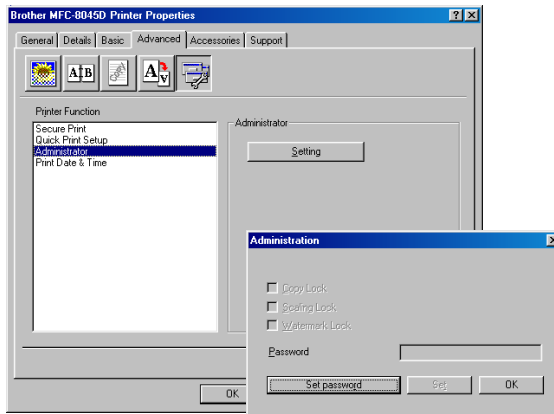 Brother MFC-8045D Printer Properties
General Details Basic Advanced Accessories Support
A B A v
Printer Function
Secure Print
Quick Print Setup
Administrator
Print Date & Time
Administrator
Setting
OK
Administration
Copy Lock
Scaling Lock
Watermark Lock
Password
Set password Set OK